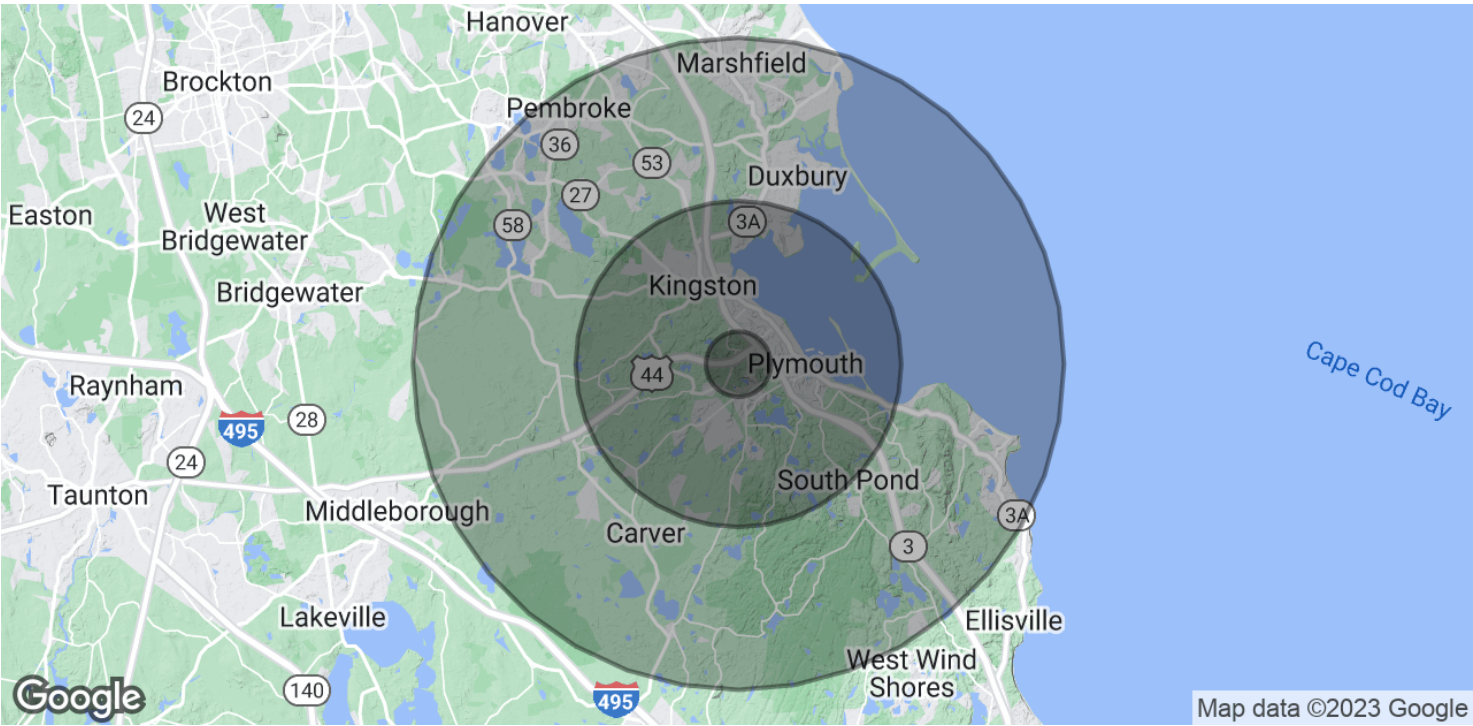 Hanover
Marshfield
Brockton
Pembroke
24
36
53
Duxbury
27
Easton
West
Bridgewater
58
3A
Kingston
Bridgewater
Plymouth
44
Raynham
Cape Cod Bay
28
495
24
South Pond
Taunton
Middleborough
3A
Carver
3
Lakeville
Ellisville
West Wind
Shores
140
495
Google
Map data ©2023 Google